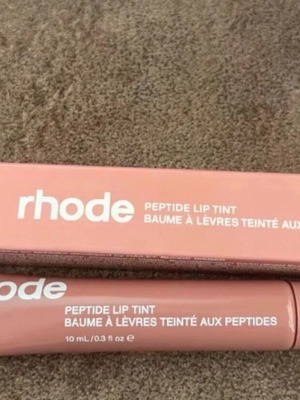 rhode
PEPTIDE LIP TINT
BAUME À LÈVRES TEINTÉ AUX
ode
PEPTIDE LIP TINT
BAUME À LÈVRES TEINTÉ AUX PEPTIDES
10 mL/0.3 fl oz ℮